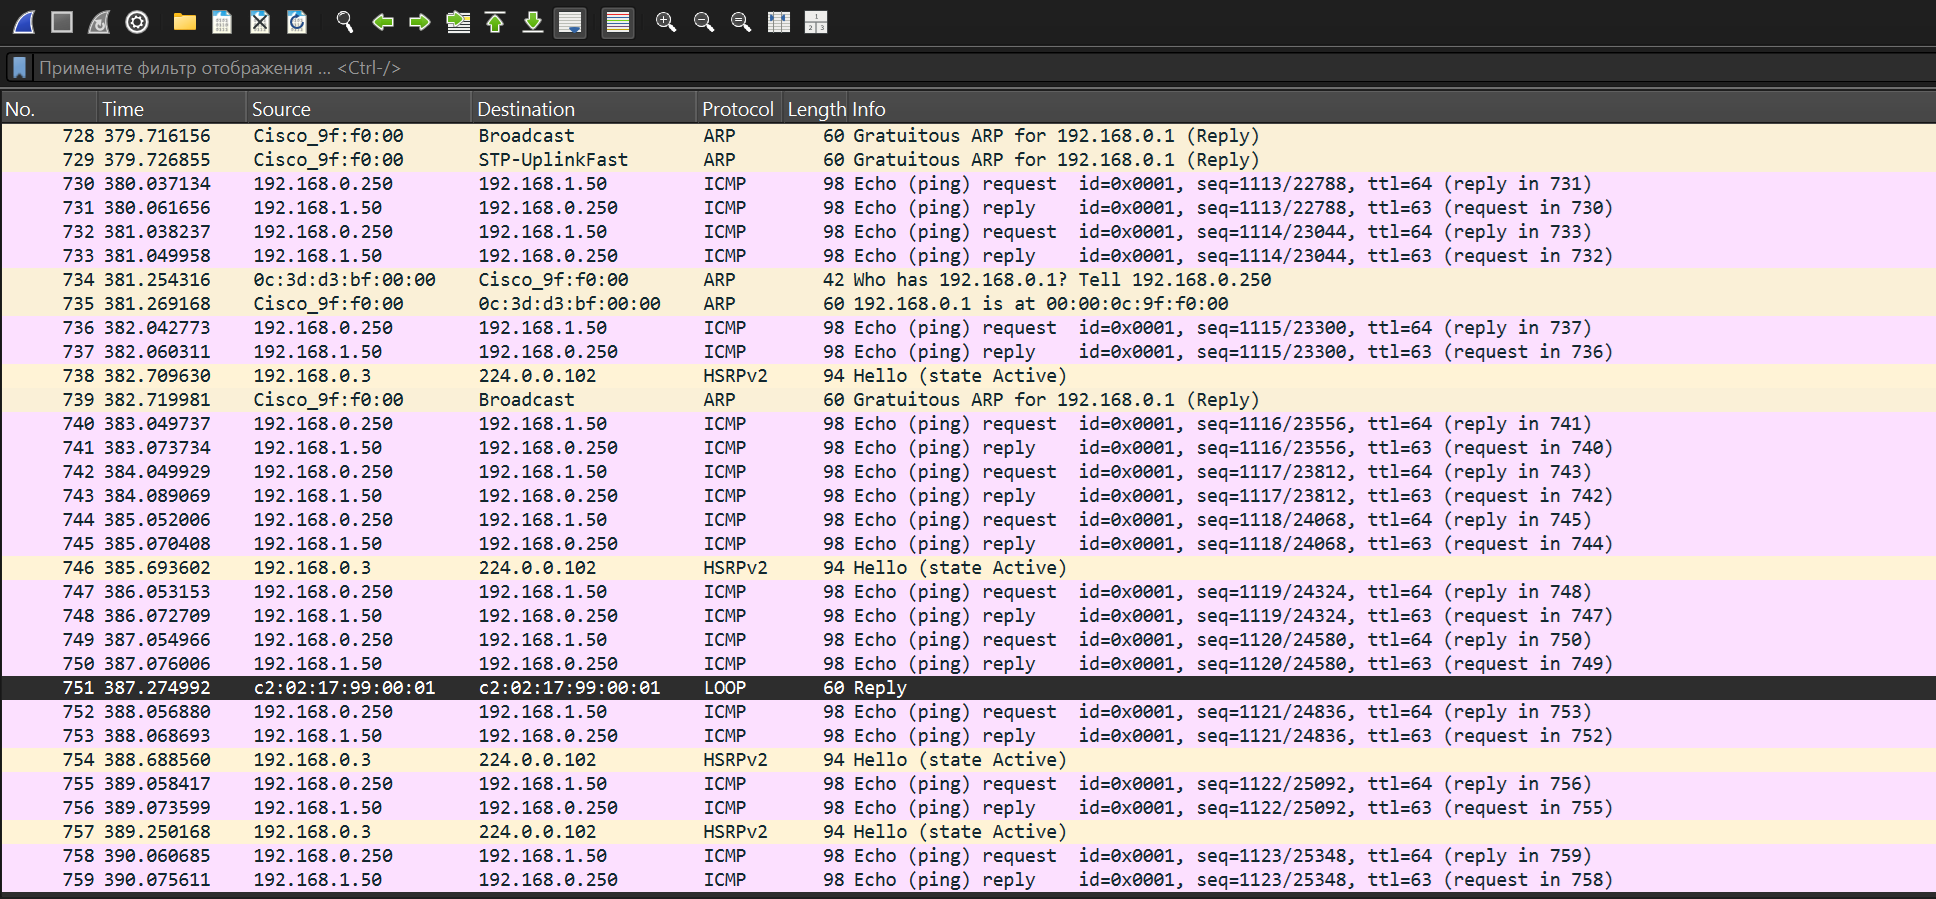 Примените фильтр отображения ... <Ctrl-/>
No. Time Source Destination Protocol Length Info
728 379.716156 Cisco_9f:f0:00 Broadcast ARP 60 Gratuitous ARP for 192.168.0.1 (Reply)
729 379.726855 Cisco_9f:f0:00 STP-UplinkFast ARP 60 Gratuitous ARP for 192.168.0.1 (Reply)
730 380.037134 192.168.0.250 192.168.1.50 ICMP 98 Echo (ping) request id=0x0001, seq=1113/22788, ttl=64 (reply in 731)
731 380.061656 192.168.1.50 192.168.0.250 ICMP 98 Echo (ping) reply id=0x0001, seq=1113/22788, ttl=63 (request in 730)
732 381.038237 192.168.0.250 192.168.1.50 ICMP 98 Echo (ping) request id=0x0001, seq=1114/23044, ttl=64 (reply in 733)
733 381.049958 192.168.1.50 192.168.0.250 ICMP 98 Echo (ping) reply id=0x0001, seq=1114/23044, ttl=63 (request in 732)
734 381.254316 0c:3d:d3:bf:00:00 Cisco_9f:f0:00 ARP 42 Who has 192.168.0.1? Tell 192.168.0.250
735 381.269168 Cisco_9f:f0:00 0c:3d:d3:bf:00:00 ARP 60 192.168.0.1 is at 00:00:0c:9f:f0:00
736 382.042773 192.168.0.250 192.168.1.50 ICMP 98 Echo (ping) request id=0x0001, seq=1115/23300, ttl=64 (reply in 737)
737 382.060311 192.168.1.50 192.168.0.250 ICMP 98 Echo (ping) reply id=0x0001, seq=1115/23300, ttl=63 (request in 736)
738 382.709630 192.168.0.3 224.0.0.102 HSRPv2 94 Hello (state Active)
739 382.719981 Cisco_9f:f0:00 Broadcast ARP 60 Gratuitous ARP for 192.168.0.1 (Reply)
740 383.049737 192.168.0.250 192.168.1.50 ICMP 98 Echo (ping) request id=0x0001, seq=1116/23556, ttl=64 (reply in 741)
741 383.073734 192.168.1.50 192.168.0.250 ICMP 98 Echo (ping) reply id=0x0001, seq=1116/23556, ttl=63 (request in 740)
742 384.049929 192.168.0.250 192.168.1.50 ICMP 98 Echo (ping) request id=0x0001, seq=1117/23812, ttl=64 (reply in 743)
743 384.089069 192.168.1.50 192.168.0.250 ICMP 98 Echo (ping) reply id=0x0001, seq=1117/23812, ttl=63 (request in 742)
744 385.052006 192.168.0.250 192.168.1.50 ICMP 98 Echo (ping) request id=0x0001, seq=1118/24068, ttl=64 (reply in 745)
745 385.070408 192.168.1.50 192.168.0.250 ICMP 98 Echo (ping) reply id=0x0001, seq=1118/24068, ttl=63 (request in 744)
746 385.693602 192.168.0.3 224.0.0.102 HSRPv2 94 Hello (state Active)
747 386.053153 192.168.0.250 192.168.1.50 ICMP 98 Echo (ping) request id=0x0001, seq=1119/24324, ttl=64 (reply in 748)
748 386.072709 192.168.1.50 192.168.0.250 ICMP 98 Echo (ping) reply id=0x0001, seq=1119/24324, ttl=63 (request in 747)
749 387.054966 192.168.0.250 192.168.1.50 ICMP 98 Echo (ping) request id=0x0001, seq=1120/24580, ttl=64 (reply in 750)
750 387.076006 192.168.1.50 192.168.0.250 ICMP 98 Echo (ping) reply id=0x0001, seq=1120/24580, ttl=63 (request in 749)
751 387.274992 c2:02:17:99:00:01 c2:02:17:99:00:01 LOOP 60 Reply
752 388.056880 192.168.0.250 192.168.1.50 ICMP 98 Echo (ping) request id=0x0001, seq=1121/24836, ttl=64 (reply in 753)
753 388.068693 192.168.1.50 192.168.0.250 ICMP 98 Echo (ping) reply id=0x0001, seq=1121/24836, ttl=63 (request in 752)
754 388.688560 192.168.0.3 224.0.0.102 HSRPv2 94 Hello (state Active)
755 389.058417 192.168.0.250 192.168.1.50 ICMP 98 Echo (ping) request id=0x0001, seq=1122/25092, ttl=64 (reply in 756)
756 389.073599 192.168.1.50 192.168.0.250 ICMP 98 Echo (ping) reply id=0x0001, seq=1122/25092, ttl=63 (request in 755)
757 389.250168 192.168.0.3 224.0.0.102 HSRPv2 94 Hello (state Active)
758 390.060685 192.168.0.250 192.168.1.50 ICMP 98 Echo (ping) request id=0x0001, seq=1123/25348, ttl=64 (reply in 759)
759 390.075611 192.168.1.50 192.168.0.250 ICMP 98 Echo (ping) reply id=0x0001, seq=1123/25348, ttl=63 (request in 758)